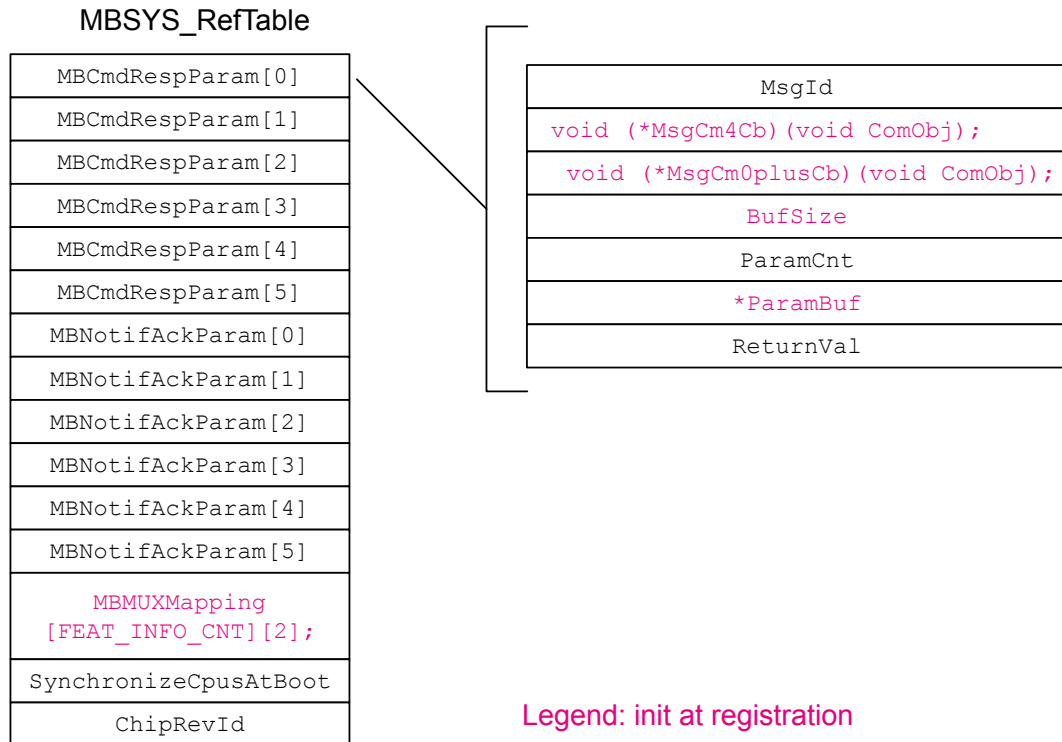 MBSYS_RefTable
MBCmdRespParam[0]
MBCmdRespParam[1]
MBCmdRespParam[2]
MBCmdRespParam[3]
MBCmdRespParam[4]
MBCmdRespParam[5]
MBNotifAckParam[0]
MBNotifAckParam[1]
MBNotifAckParam[2]
MBNotifAckParam[3]
MBNotifAckParam[4]
MBNotifAckParam[5]
MBMUXMapping
[FEAT_INFO_CNT][2];
SynchronizeCpusAtBoot
ChipRevId
MsgId
void (*MsgCm4Cb)(void ComObj);
void (*MsgCm0plusCb)(void ComObj);
BufSize
ParamCnt
*ParamBuf
ReturnVal
Legend: init at registration